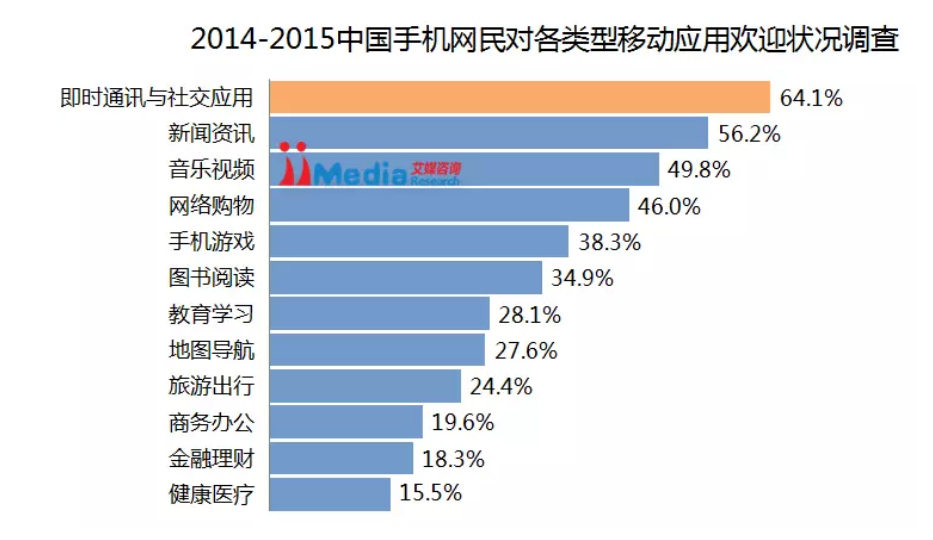 2014-2015中国手机网民对各类型移动应用欢迎状况调查
即时通讯与社交应用 64.1%
新闻资讯 56.2%
音乐视频 49.8%
iiMedia 艾媒咨询
Research
网络购物 46.0%
手机游戏 38.3%
图书阅读 34.9%
教育学习 28.1%
地图导航 27.6%
旅游出行 24.4%
商务办公 19.6%
金融理财 18.3%
健康医疗 15.5%